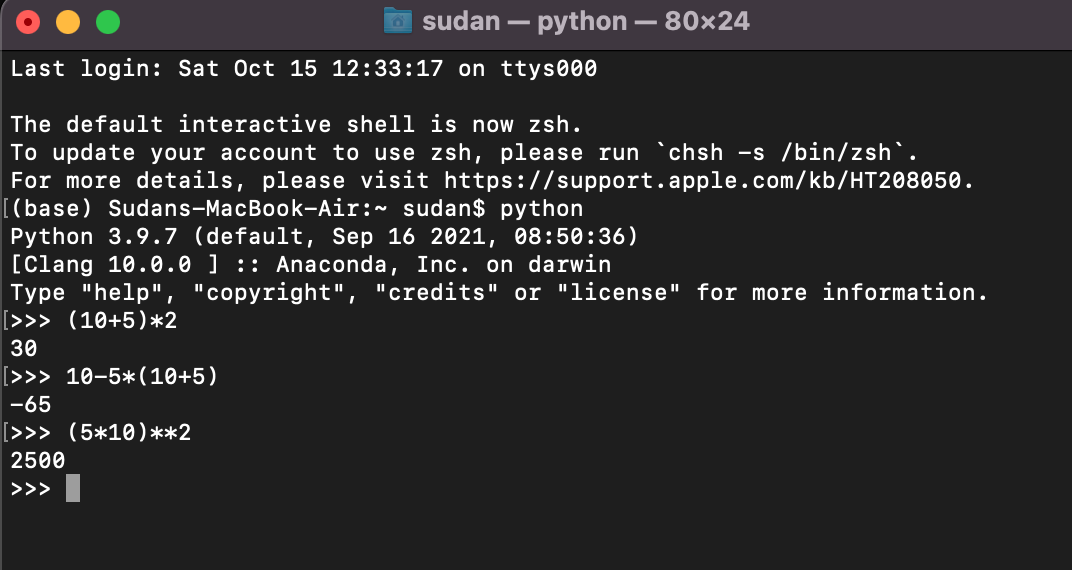 sudan — python — 80×24
Last login: Sat Oct 15 12:33:17 on ttys000
The default interactive shell is now zsh.
To update your account to use zsh, please run `chsh -s /bin/zsh`.
For more details, please visit https://support.apple.com/kb/HT208050.
[(base) Sudans-MacBook-Air:~ sudan$ python
Python 3.9.7 (default, Sep 16 2021, 08:50:36)
[Clang 10.0.0 ] :: Anaconda, Inc. on darwin
Type "help", "copyright", "credits" or "license" for more information.
[>>> (10+5)*2
30
[>>> 10-5*(10+5)
-65
[>>> (5*10)**2
2500
>>>